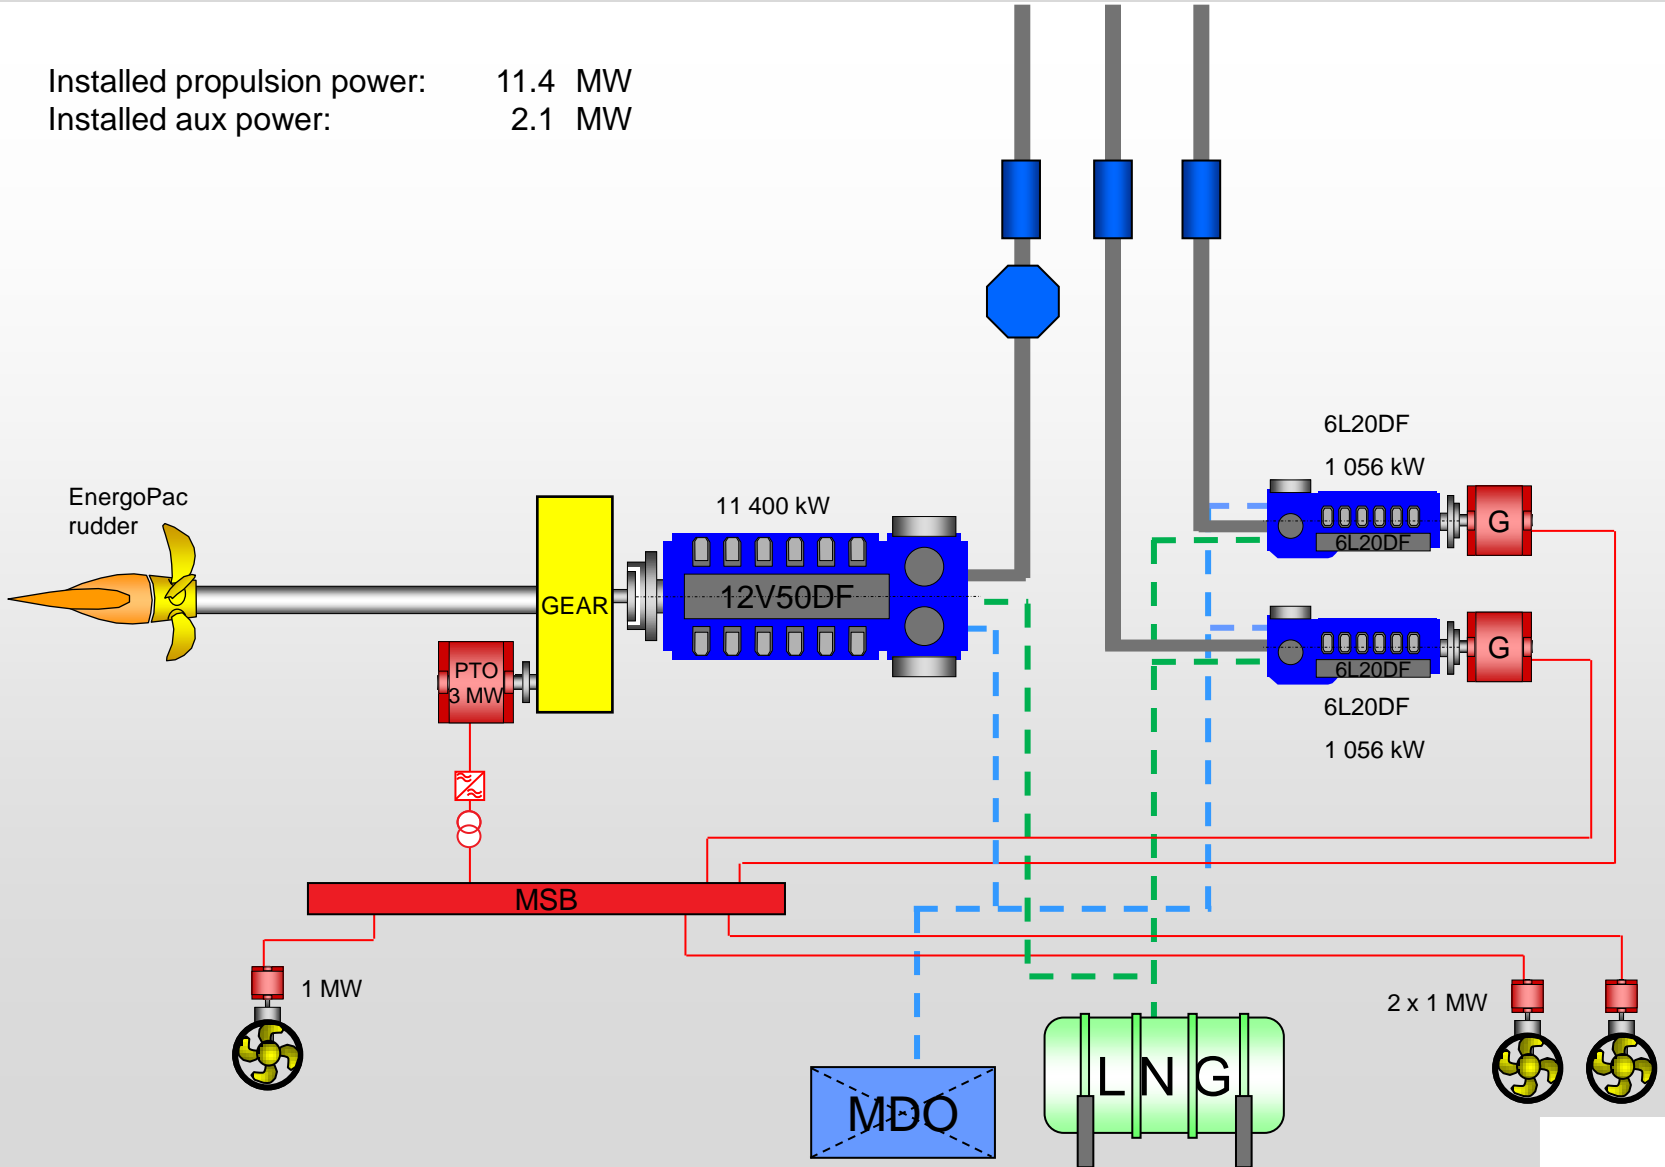 Installed propulsion power: 11.4 MW
Installed aux power: 2.1 MW
6L20DF
1 056 kW
EnergoPac
rudder
11 400 kW
G
6L20DF
12V50DF
GEAR
G
6L20DF
PTO
3 MW
6L20DF
1 056 kW
MSB
1 MW
2 x 1 MW
LNG
MDO